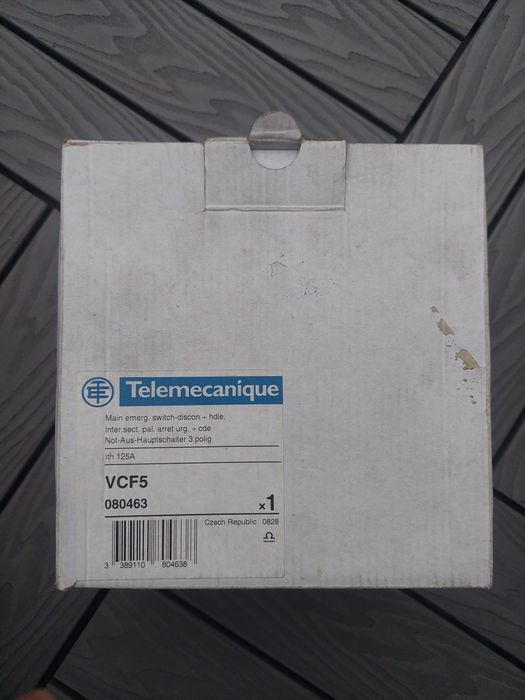 Telemecanique
Main emerg. switch-discon + hdle.
Inter.sect. pal. arret urg. + cde
Not-Aus-Hauptschalter 3 polig
Ith 125A
VCF5
080463 x1
Czech Republic 0828
3 389110 804638